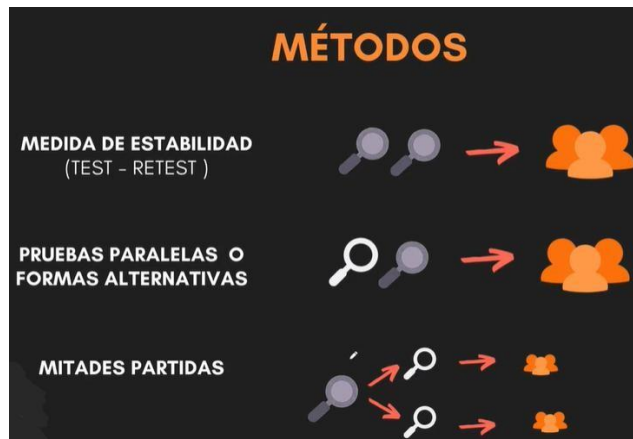 MÉTODOS
MEDIDA DE ESTABILIDAD
(TEST - RETEST )
PRUEBAS PARALELAS O
FORMAS ALTERNATIVAS
MITADES PARTIDAS